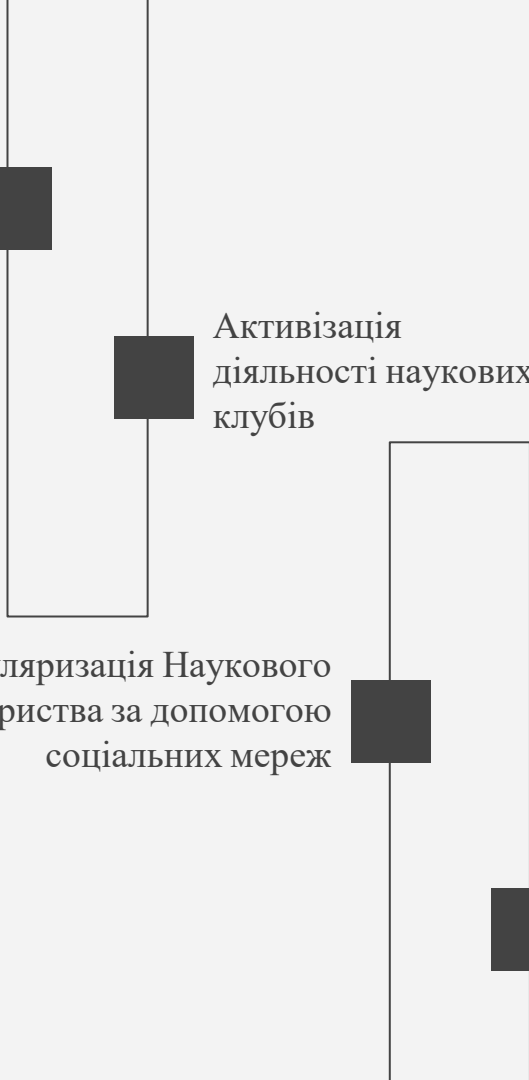 Активізація
діяльності наукових
клубів
ляризація Наукового
риства за допомогою
соціальних мереж